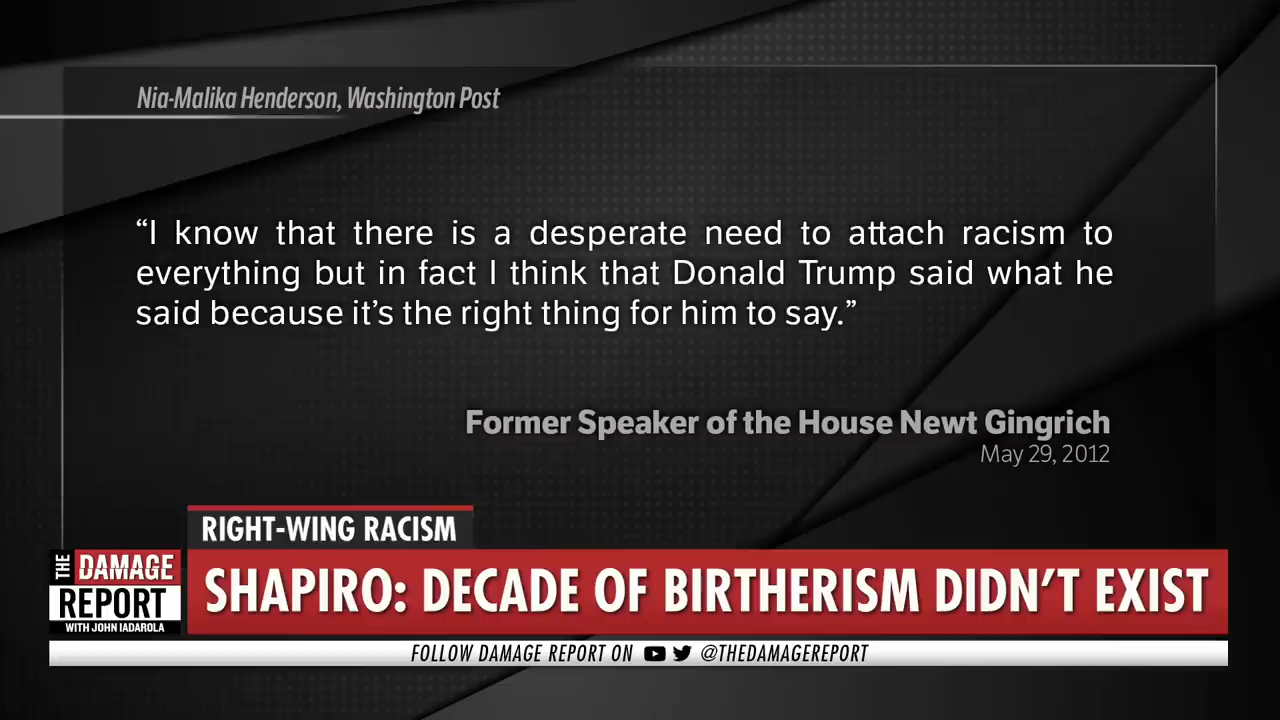 Nia-Malika Henderson, Washington Post
“I know that there is a desperate need to attach racism to
everything but in fact I think that Donald Trump said what he
said because it’s the right thing for him to say.”
Former Speaker of the House Newt Gingrich
May 29, 2012
RIGHT-WING RACISM
THE DAMAGE
REPORT
WITH JOHN IADAROLA
SHAPIRO: DECADE OF BIRTHERISM DIDN’T EXIST
FOLLOW DAMAGE REPORT ON @THEDAMAGEREPORT